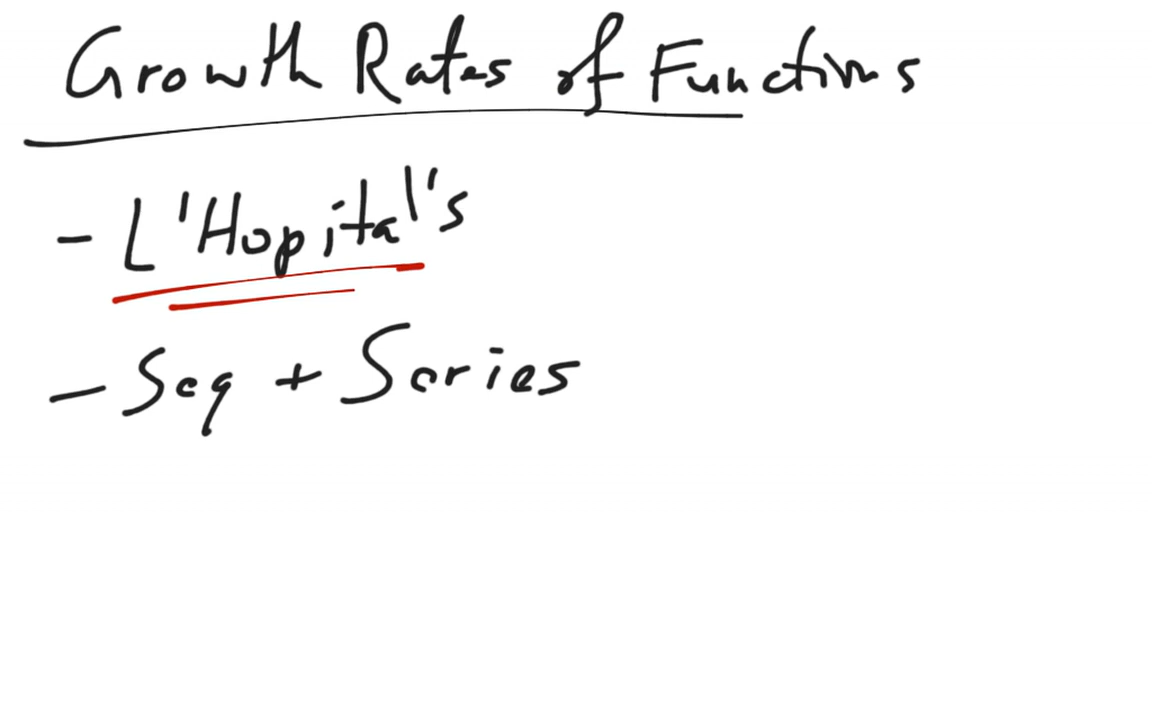 Growth Rates of Functions
- L'Hopital's
- Seq + Series